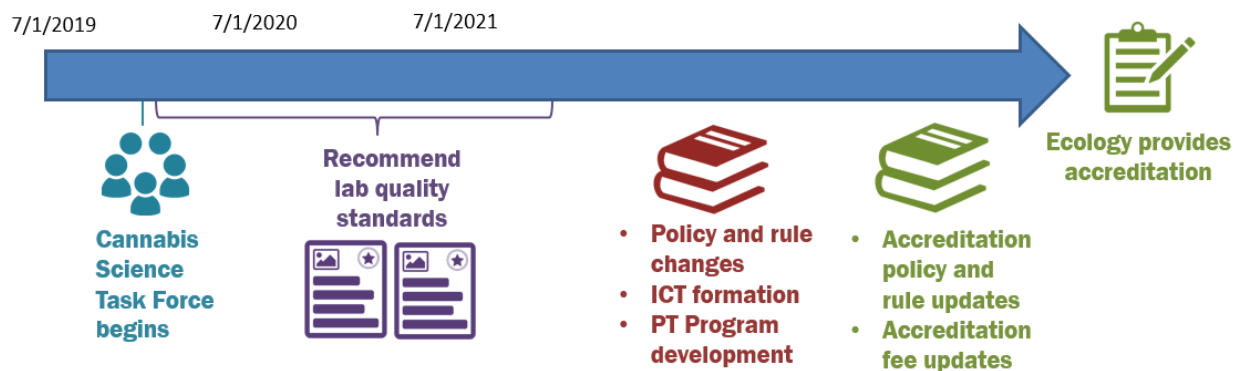 7/1/2019
7/1/2020
7/1/2021
Cannabis
Science
Task Force
begins
Recommend
lab quality
standards
• Policy and rule
changes
• ICT formation
• PT Program
development
• Accreditation
policy and
rule updates
• Accreditation
fee updates
Ecology provides
accreditation